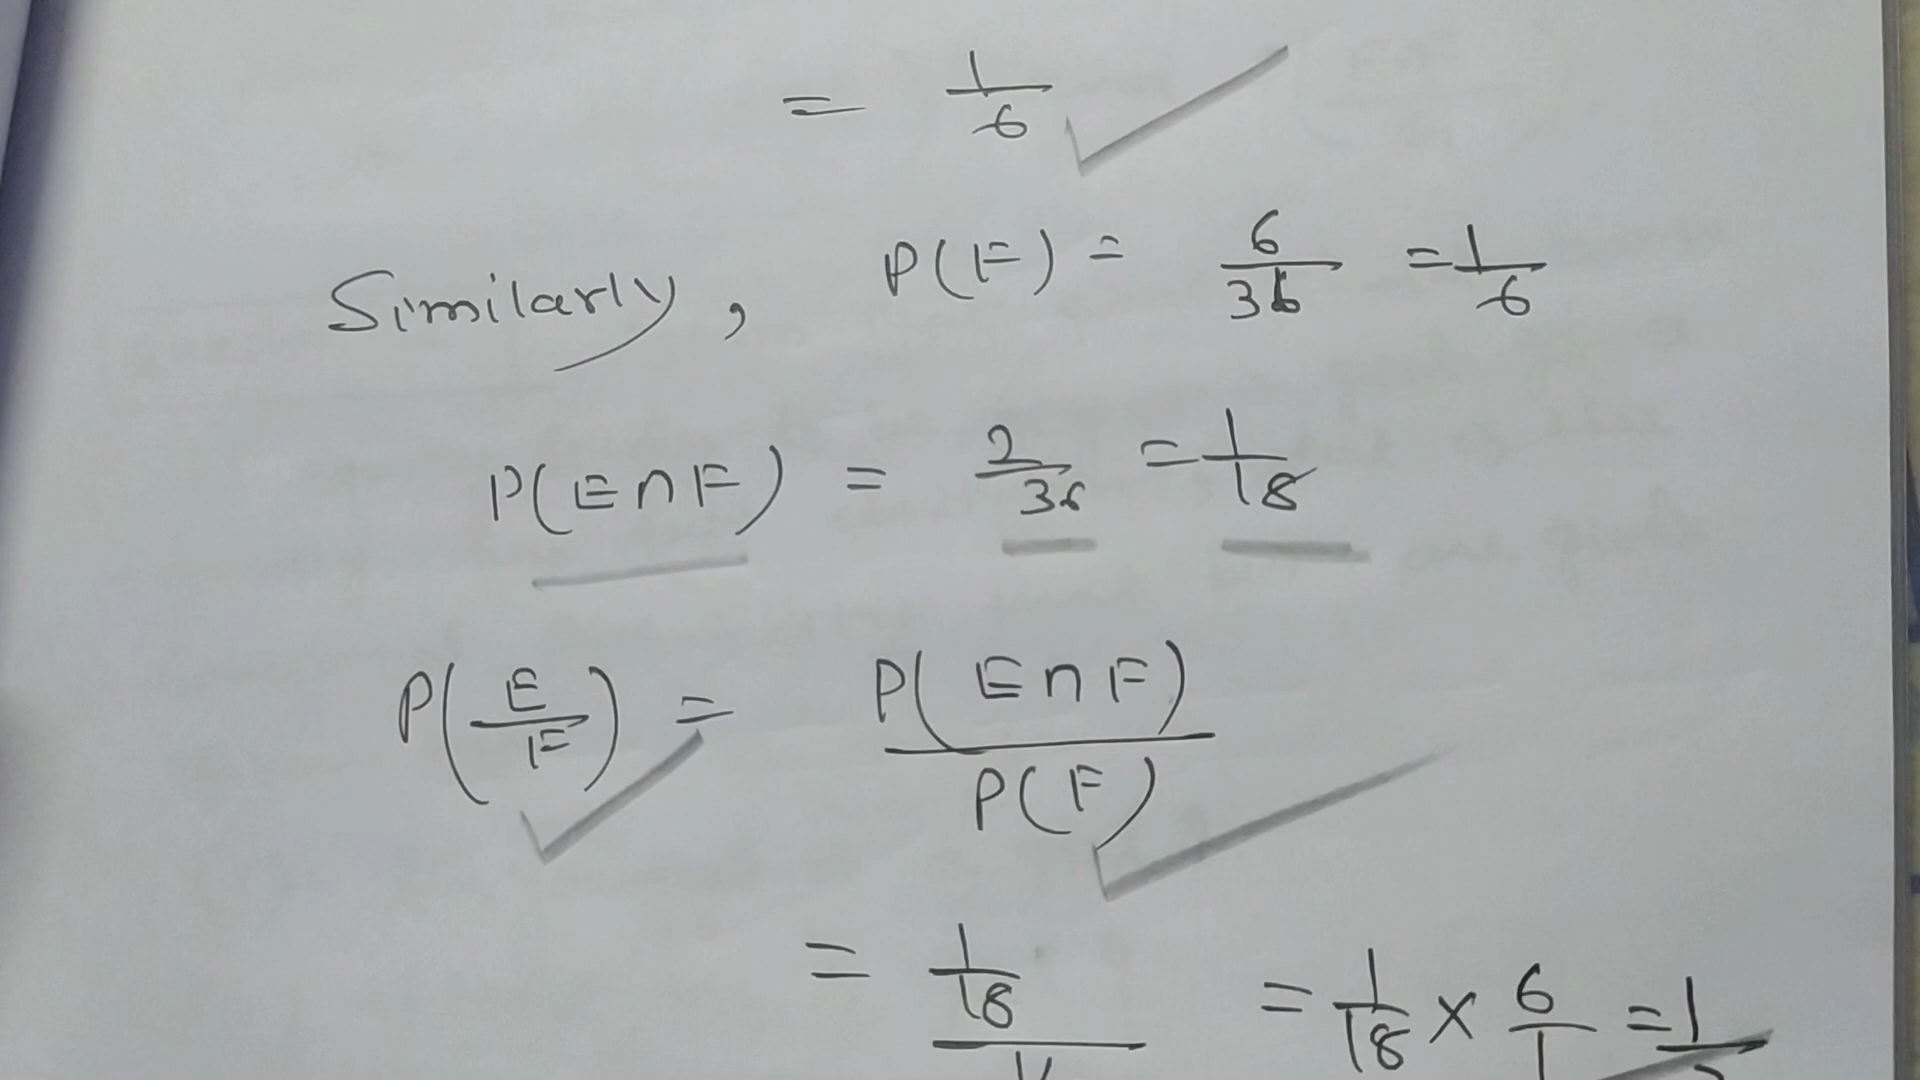 = 1/6
Similarly, P(F) = 6/36 = 1/6
P(E∩F) = 2/36 = 1/18
P(E/F) = P(E∩F)/P(F)
= 1/18 = 1/18 × 6/1 = 1